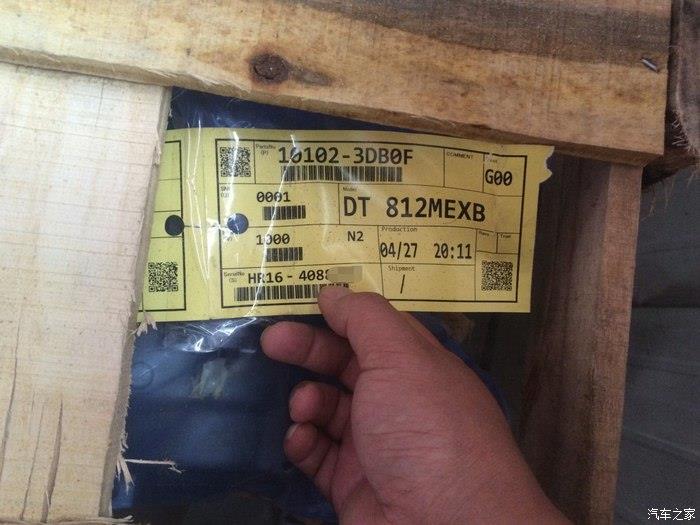 PartsNo
(P)
10102-3DB0F
COMMENT
G00
0001
Model
DT 812MEXB
1000
N2
Production
04/27 20:11
SerialNo
(S)
HR16-408
Shipment
/
汽车之家